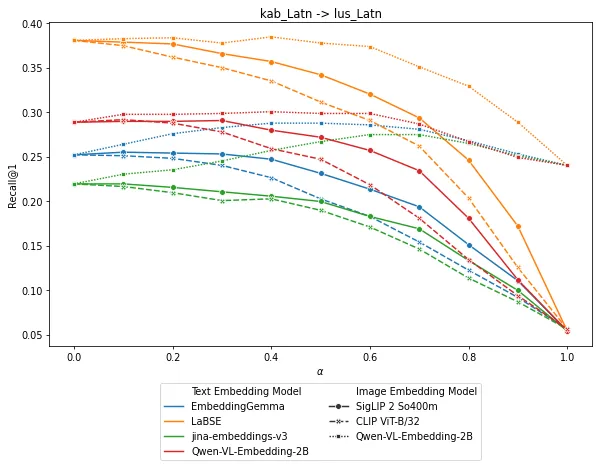 kab_Latn -> lus_Latn
Recall@1
0.40
0.35
0.30
0.25
0.20
0.15
0.10
0.05
0.0
0.2
0.4
0.6
0.8
1.0
α
Text Embedding Model
EmbeddingGemma
LaBSE
jina-embeddings-v3
Qwen-VL-Embedding-2B
Image Embedding Model
SigLIP 2 So400m
CLIP ViT-B/32
Qwen-VL-Embedding-2B